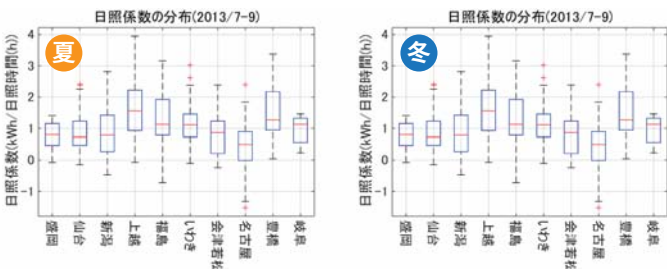 日照係数の分布(2013/7-9)
夏
日照係数(kWh/日照時間(h))
4
3
2
1
0
-1
盛岡
仙台
新潟
上越
福島
いわき
会津若松
名古屋
豊橋
岐阜
日照係数の分布(2013/7-9)
冬
日照係数(kWh/日照時間(h))
4
3
2
1
0
-1
盛岡
仙台
新潟
上越
福島
いわき
会津若松
名古屋
豊橋
岐阜